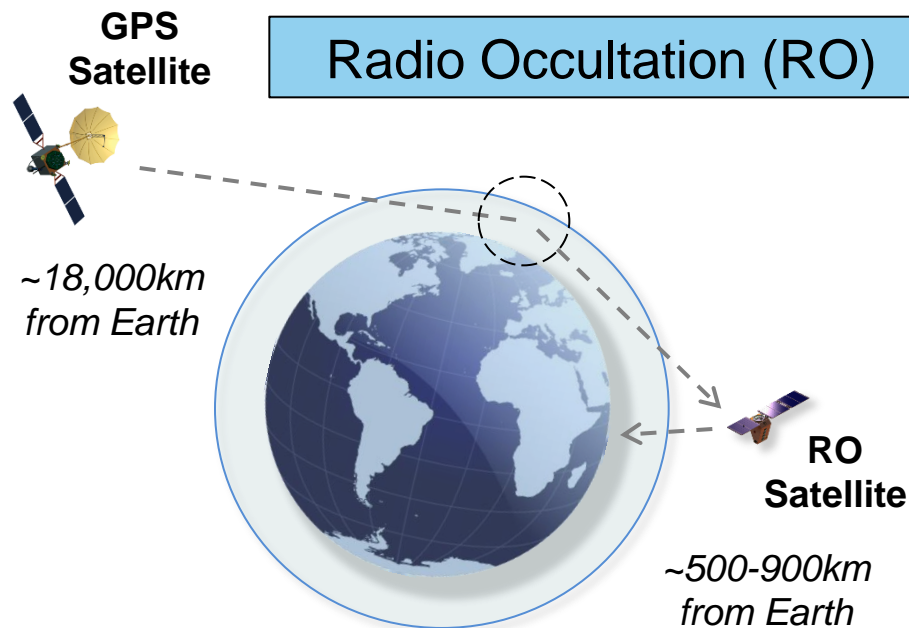 GPS
Satellite
Radio Occultation (RO)
~18,000km
from Earth
RO
Satellite
~500-900km
from Earth